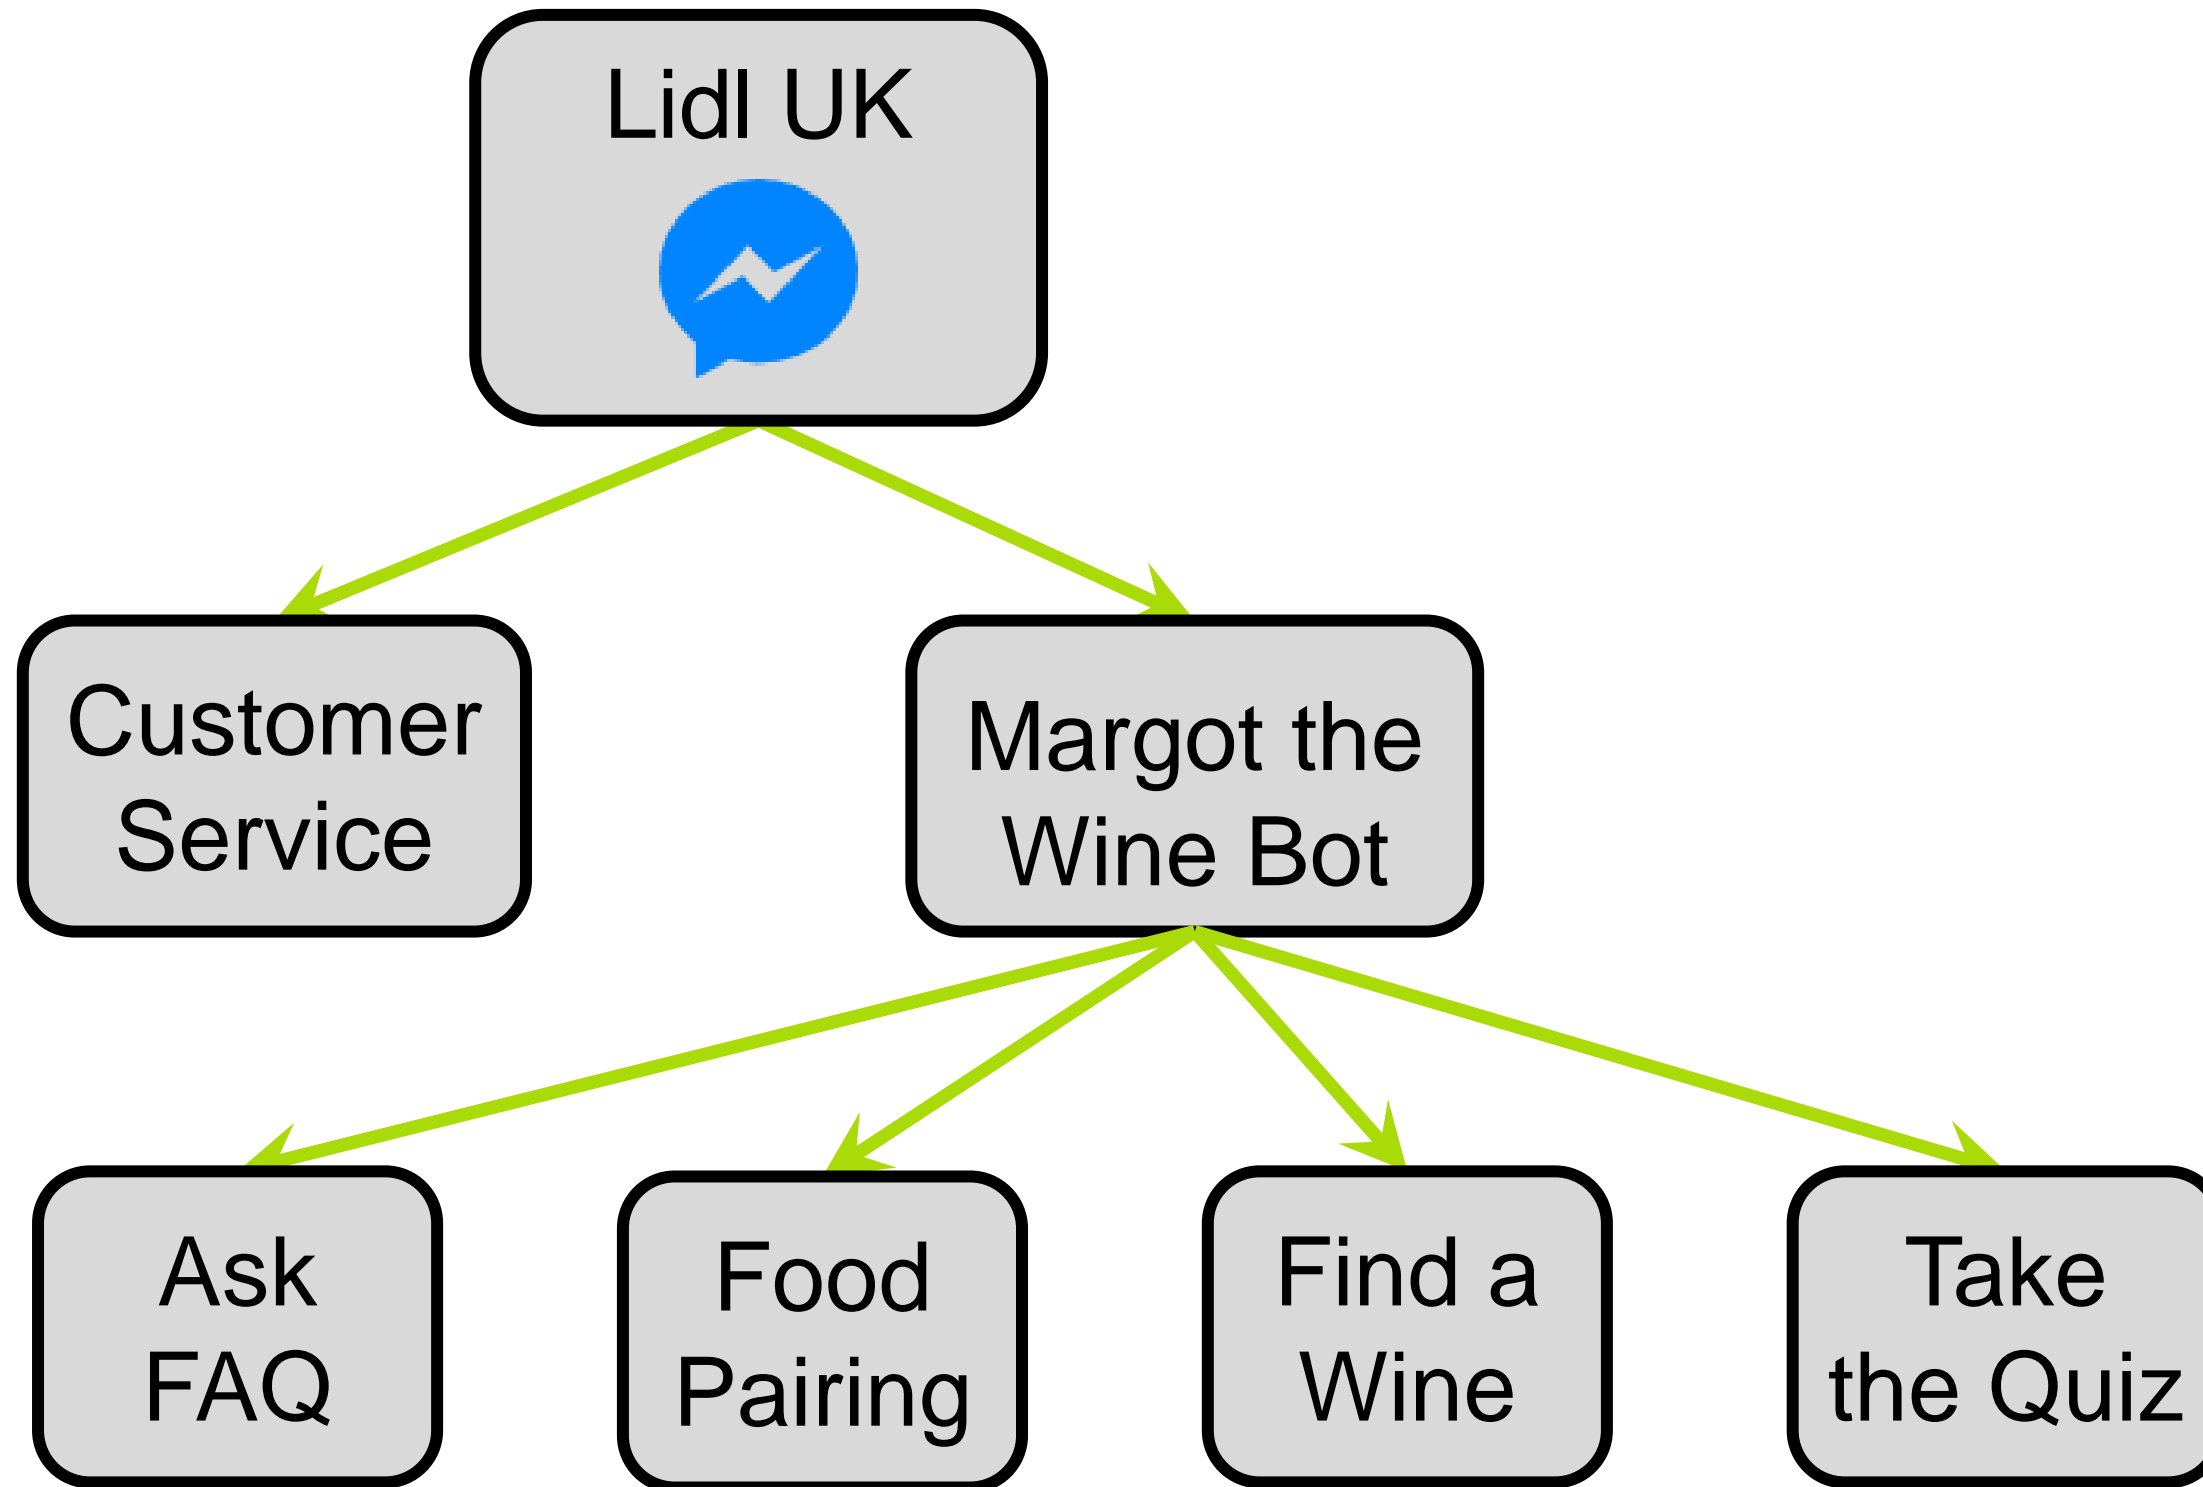 Lidl UK
Customer
Service
Margot the
Wine Bot
Ask
FAQ
Food
Pairing
Find a
Wine
Take
the Quiz